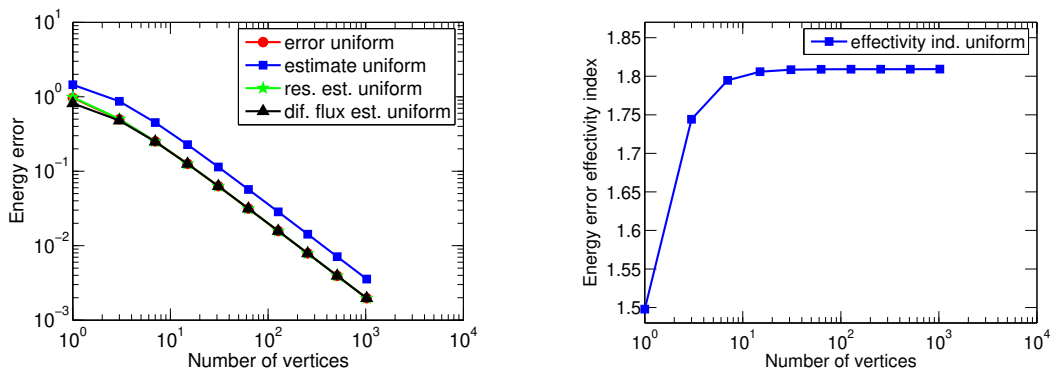 10^1
10^0
10^-1
10^-2
10^-3
Energy error
error uniform
estimate uniform
res. est. uniform
dif. flux est. uniform
10^0 10^1 10^2 10^3 10^4
Number of vertices
1.85
1.8
1.75
1.7
1.65
1.6
1.55
1.5
Energy error effectivity index
effectivity ind. uniform
10^0 10^1 10^2 10^3 10^4
Number of vertices